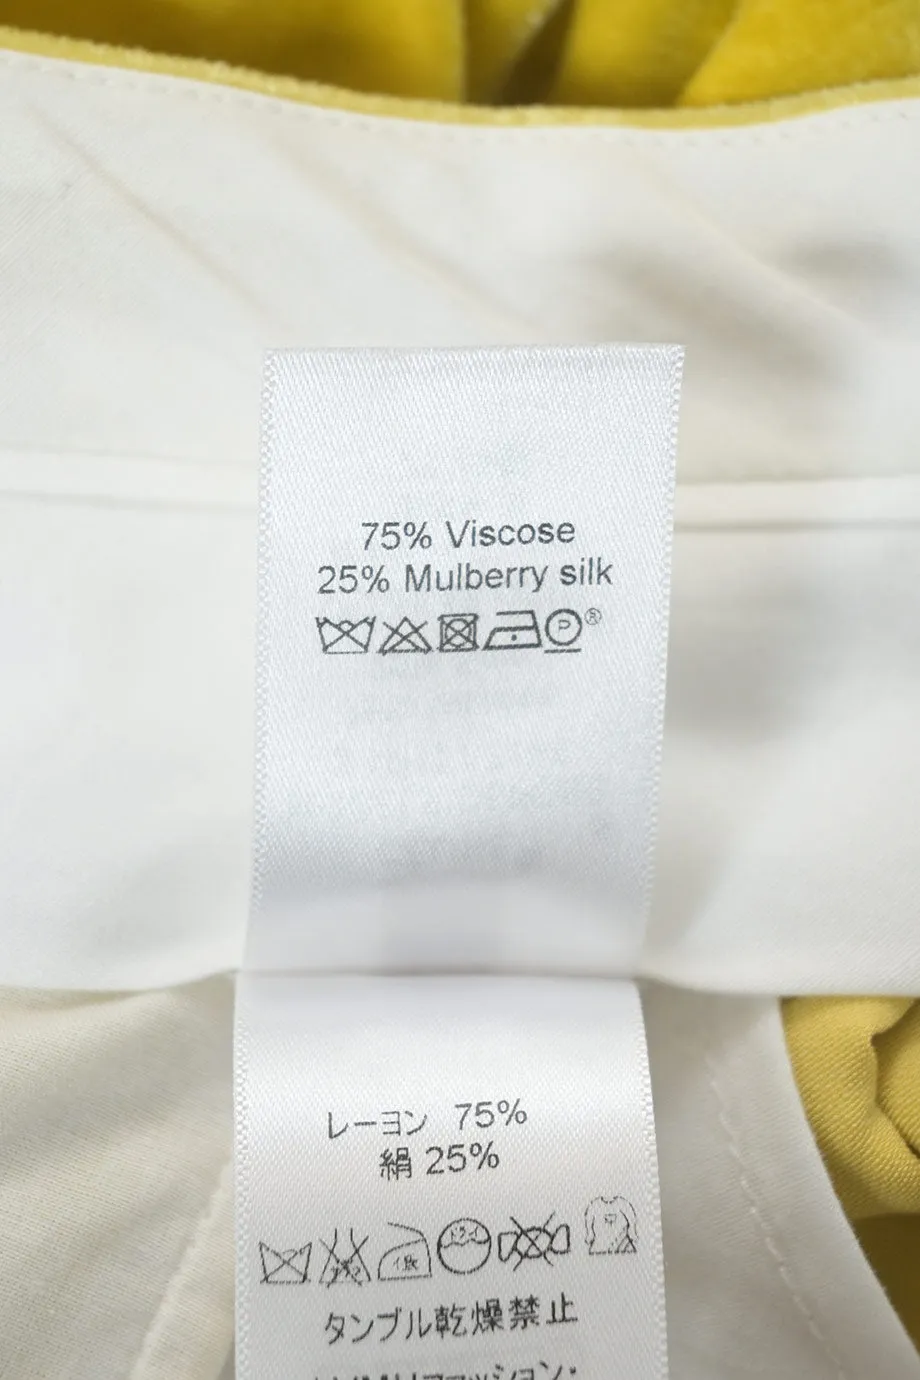 75% Viscose
25% Mulberry silk
P ®
レーヨン 75%
絹 25%
低
タンブル乾燥禁止